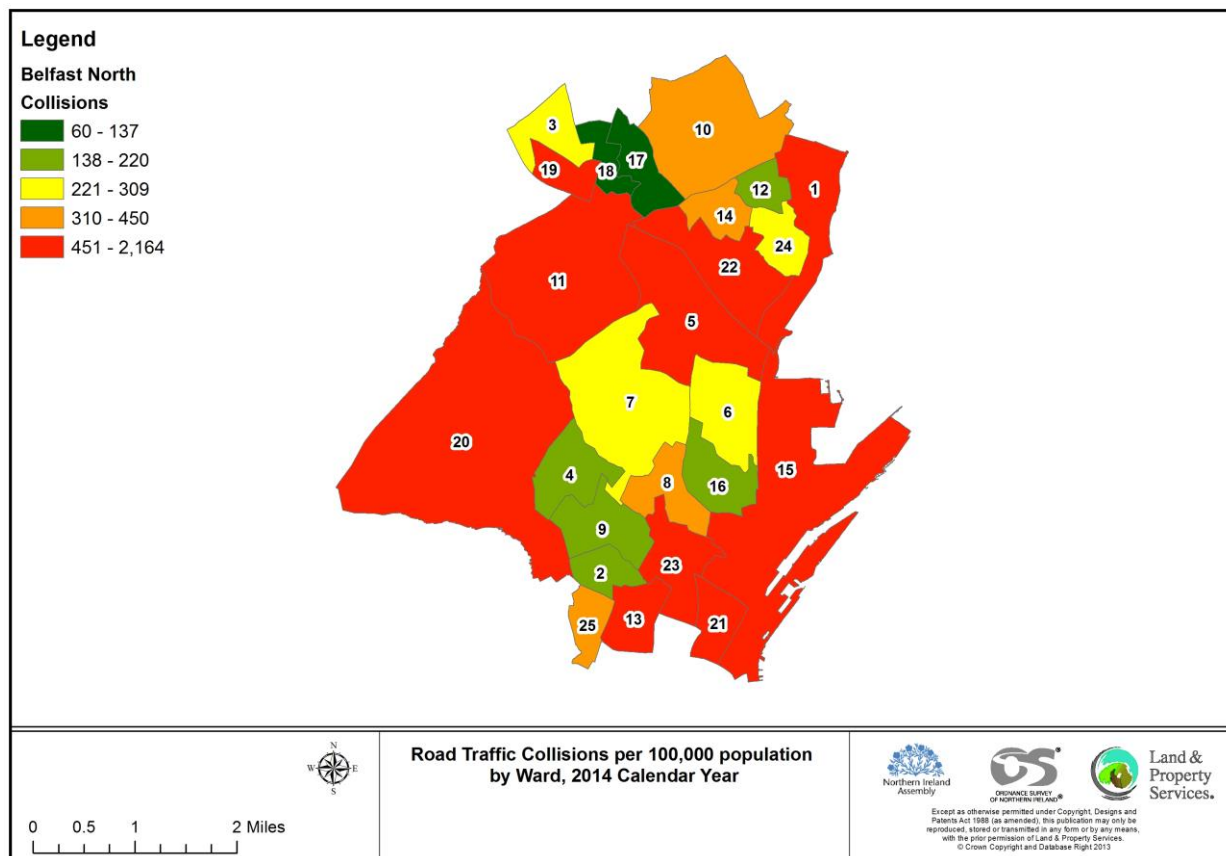 Legend
Belfast North
Collisions
60 - 137
138 - 220
221 - 309
310 - 450
451 - 2,164
3
10
17
18
19
12
1
14
24
22
11
5
7
6
20
4
8
16
15
9
23
2
25
13
21
N
W
E
S
0 0.5 1 2 Miles
Road Traffic Collisions per 100,000 population
by Ward, 2014 Calendar Year
Northern Ireland
Assembly
OS®
ORDNANCE SURVEY
OF NORTHERN IRELAND®
Land &
Property
Services.
Except as otherwise permitted under Copyright, Designs and
Patents Act 1988 (as amended), this publication may only be
reproduced, stored or transmitted in any form or by any means,
with the prior permission of Land & Property Services.
© Crown Copyright and Database Right 2013